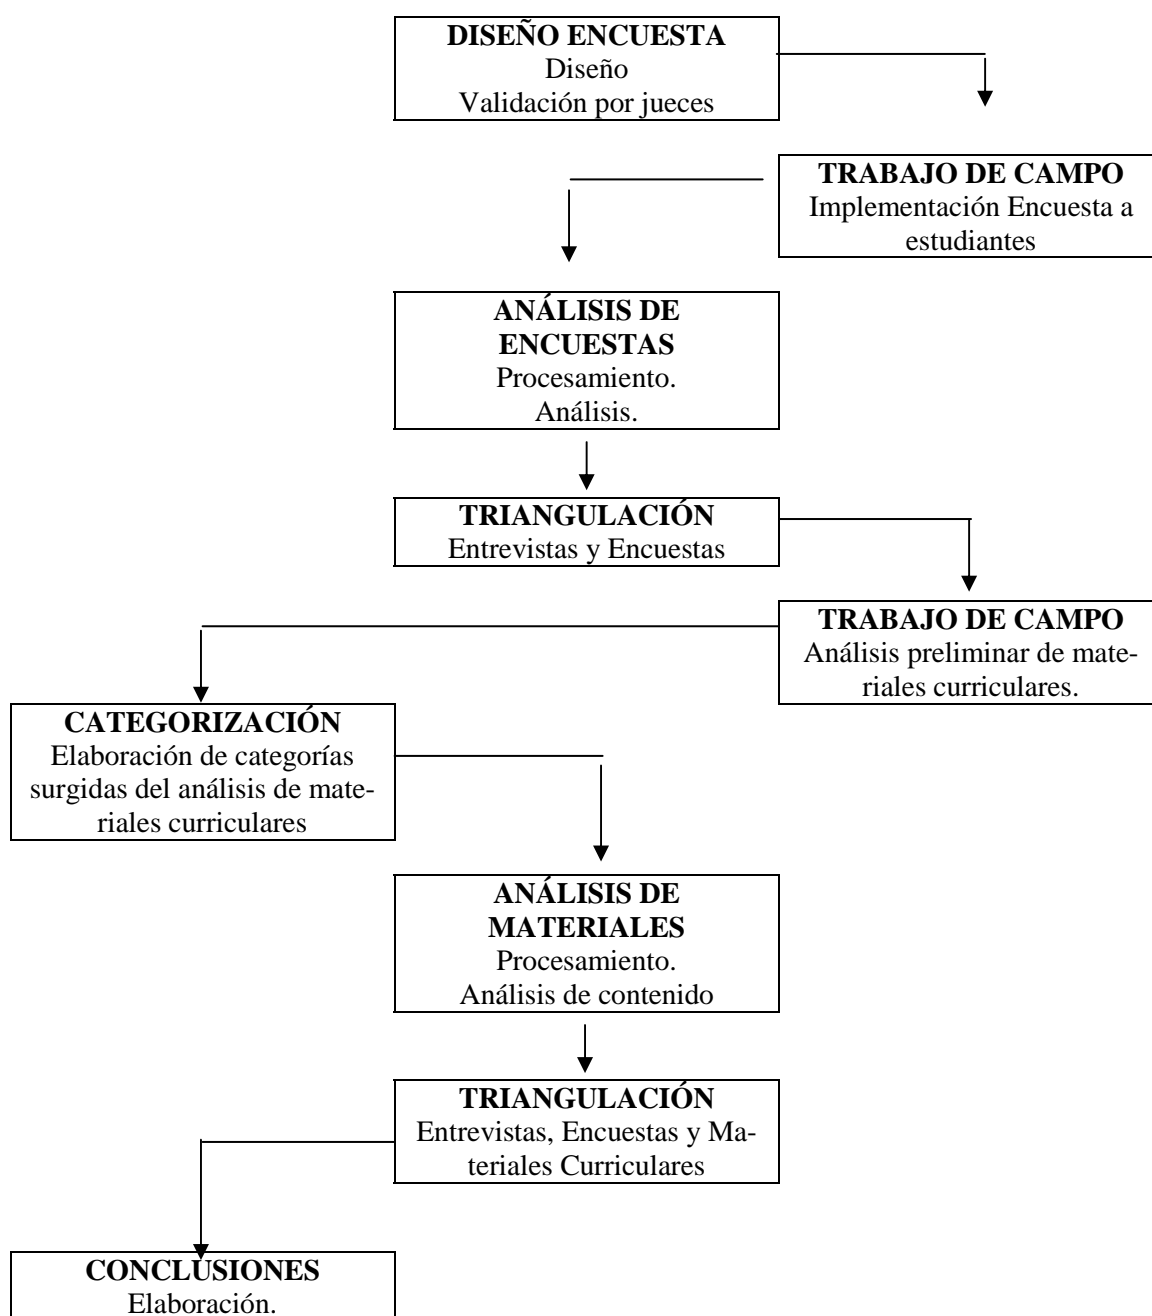 DISEÑO ENCUESTA
Diseño
Validación por jueces
TRABAJO DE CAMPO
Implementación Encuesta a
estudiantes
ANÁLISIS DE
ENCUESTAS
Procesamiento.
Análisis.
TRIANGULACIÓN
Entrevistas y Encuestas
TRABAJO DE CAMPO
Análisis preliminar de mate-
riales curriculares.
CATEGORIZACIÓN
Elaboración de categorías
surgidas del análisis de mate-
riales curriculares
ANÁLISIS DE
MATERIALES
Procesamiento.
Análisis de contenido
TRIANGULACIÓN
Entrevistas, Encuestas y Ma-
teriales Curriculares
CONCLUSIONES
Elaboración.